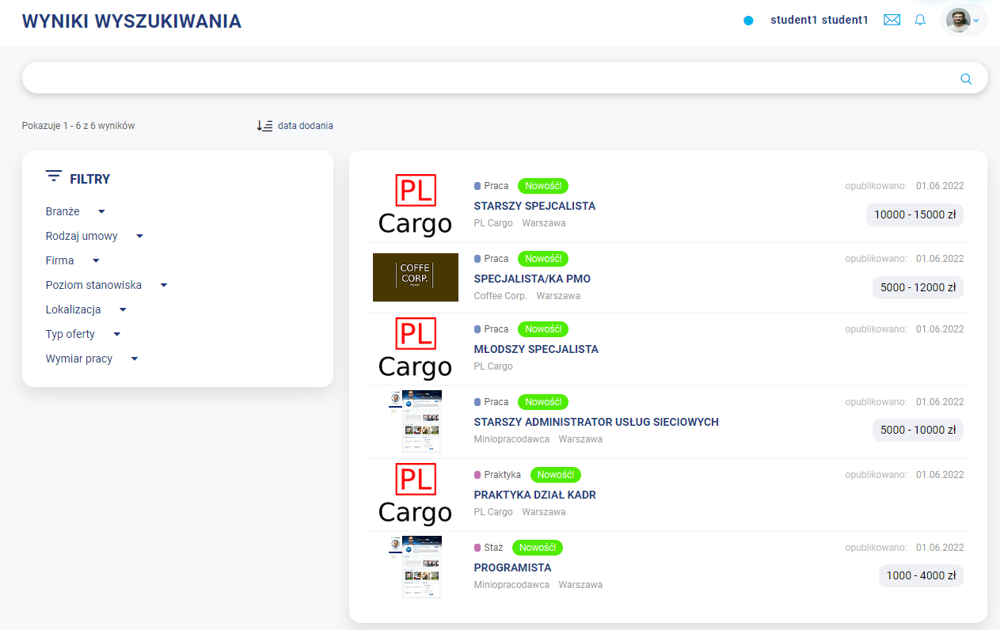 WYNIKI WYSZUKIWANIA
student1 student1
Pokazuje 1 - 6 z 6 wyników
data dodania
FILTRY
Branże
Rodzaj umowy
Firma
Poziom stanowiska
Lokalizacja
Typ oferty
Wymiar pracy
PL
Cargo
Praca Nowość! opublikowano: 01.06.2022
STARSZY SPEJCALISTA
PL Cargo Warszawa
10000 - 15000 zł
COFFE
CORP.
Praca Nowość! opublikowano: 01.06.2022
SPECJALISTA/KA PMO
Coffee Corp. Warszawa
5000 - 12000 zł
PL
Cargo
Praca Nowość! opublikowano: 01.06.2022
MŁODSZY SPECJALISTA
PL Cargo
Praca Nowość! opublikowano: 01.06.2022
STARSZY ADMINISTRATOR USŁUG SIECIOWYCH
Miniopracodawca Warszawa
5000 - 10000 zł
PL
Cargo
Praktyka Nowość! opublikowano: 01.06.2022
PRAKTYKA DZIAŁ KADR
PL Cargo Warszawa
Staż Nowość! opublikowano: 01.06.2022
PROGRAMISTA
Miniopracodawca Warszawa
1000 - 4000 zł